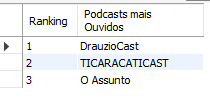 Ranking Podcasts mais
Ouvidos
1 DrauzioCast
2 TICARACATICAST
3 O Assunto